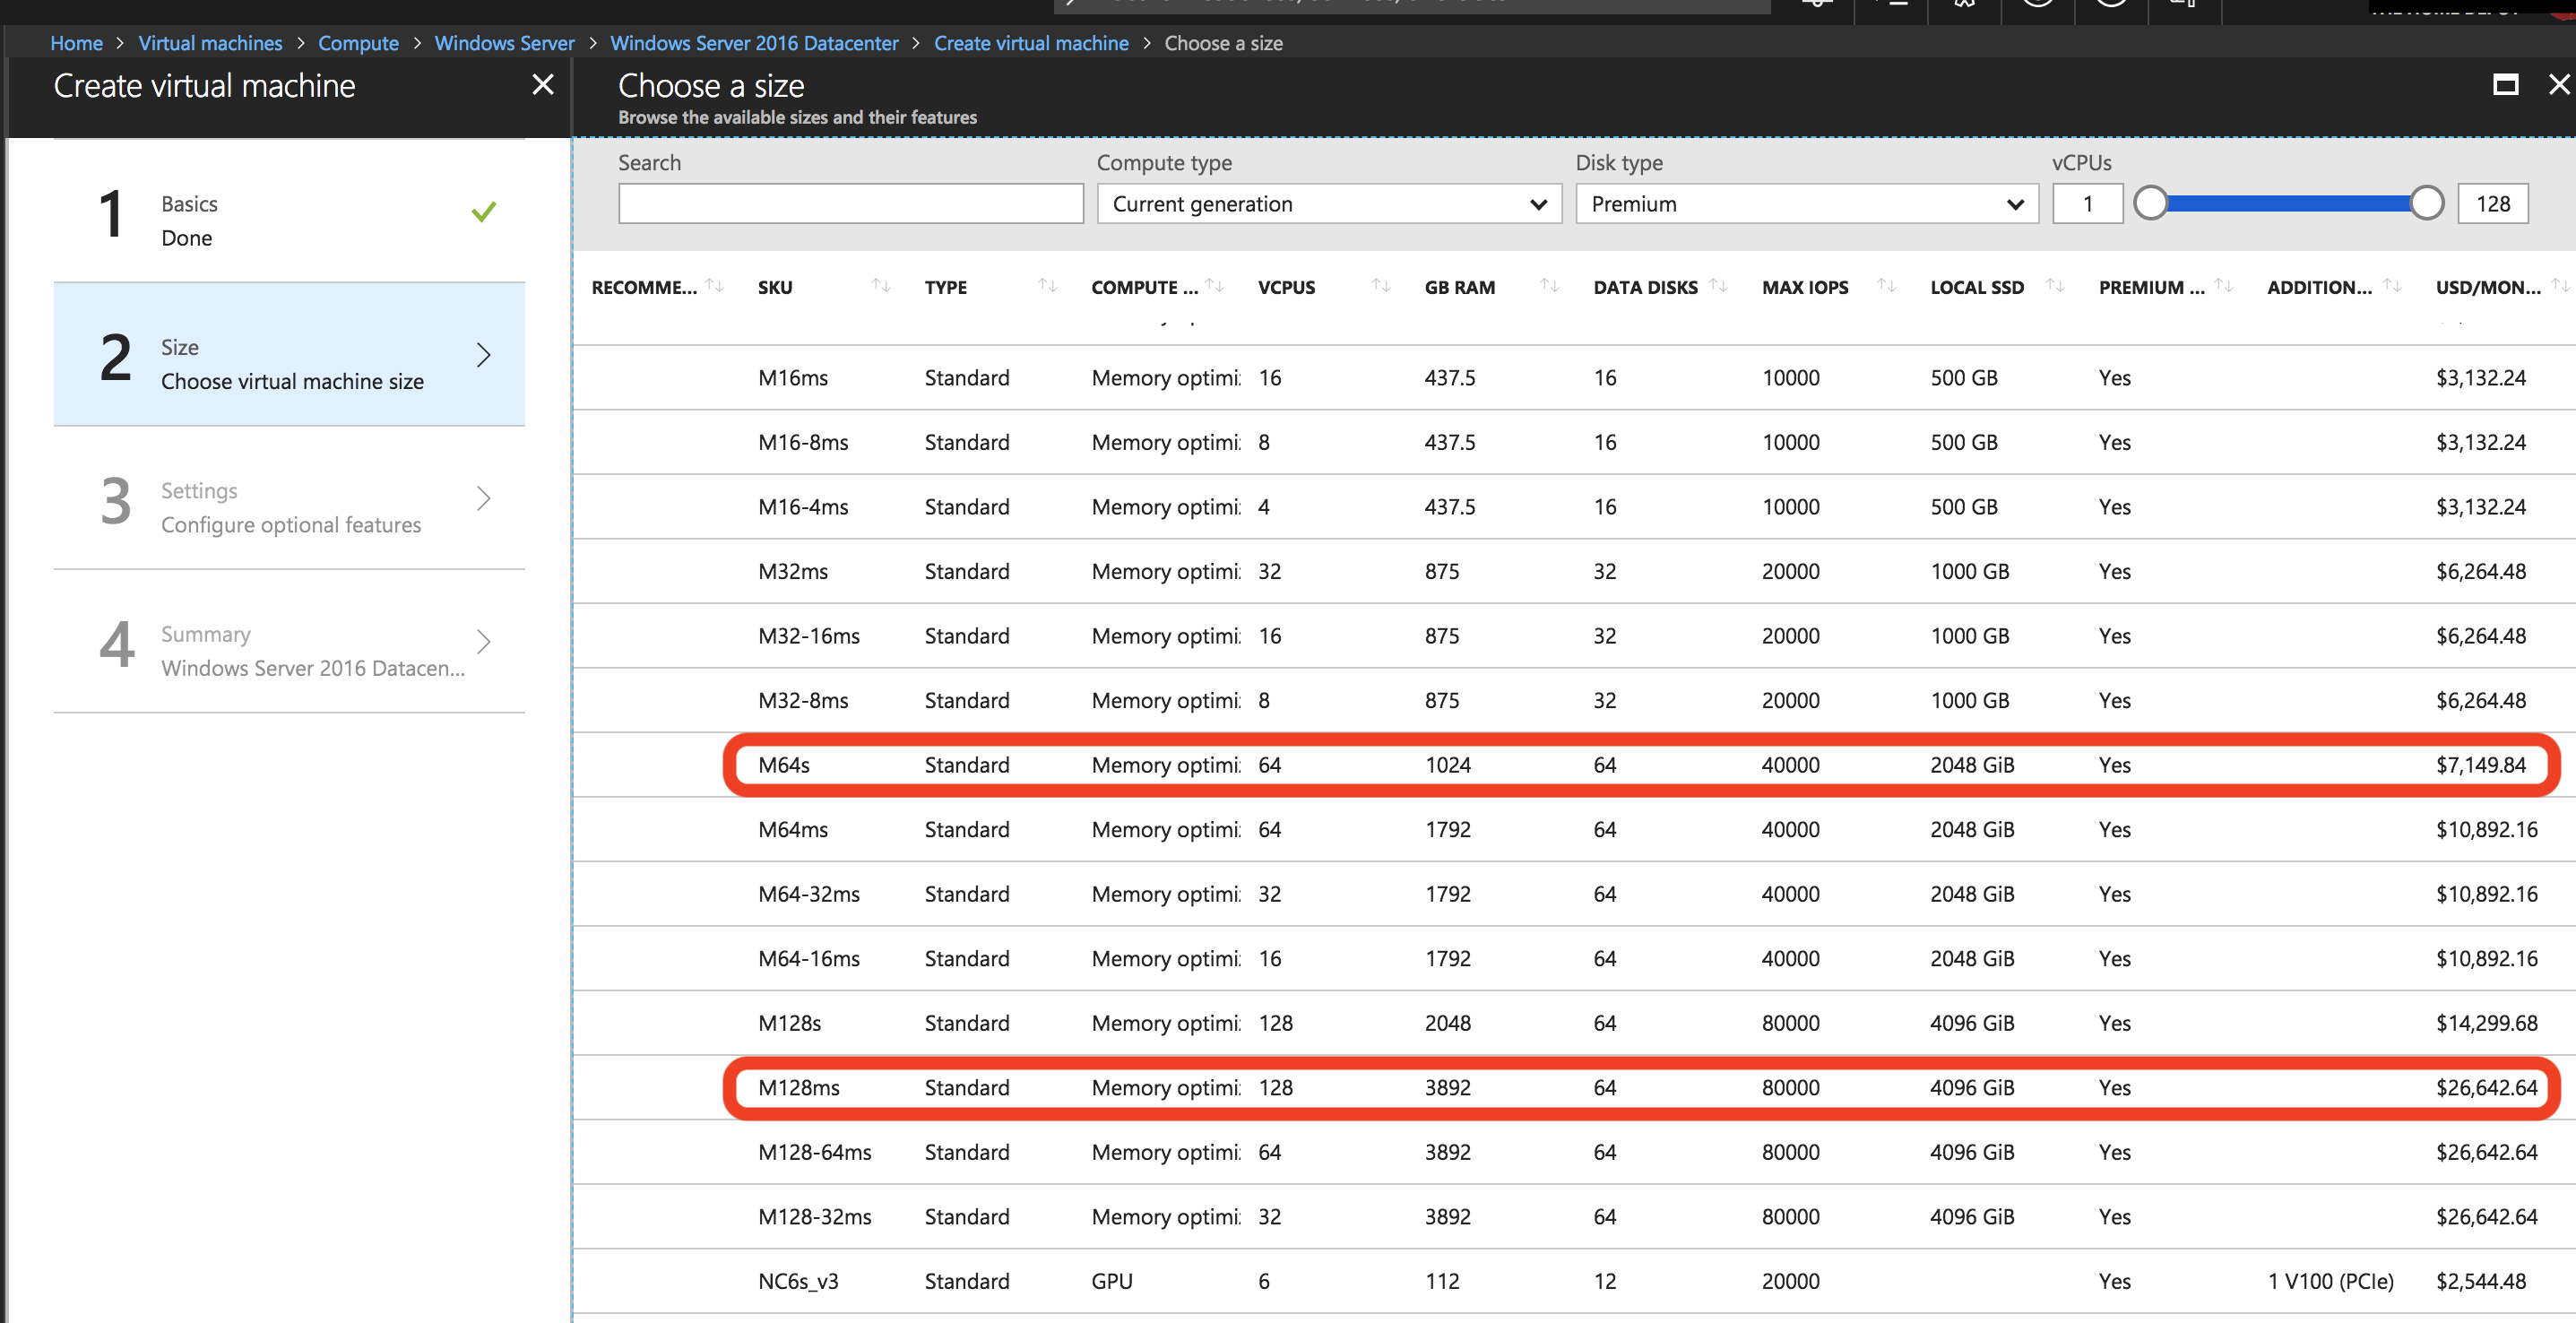 Home > Virtual machines > Compute > Windows Server > Windows Server 2016 Datacenter > Create virtual machine > Choose a size
Create virtual machine
Choose a size
Browse the available sizes and their features
1 Basics
Done
2 Size
Choose virtual machine size
3 Settings
Configure optional features
4 Summary
Windows Server 2016 Datacen...
Search Compute type Disk type vCPUs
Current generation Premium 1 128
RECOMME... SKU TYPE COMPUTE ... VCPUS GB RAM DATA DISKS MAX IOPS LOCAL SSD PREMIUM ... ADDITION... USD/MON...
M16ms Standard Memory optimi 16 437.5 16 10000 500 GB Yes $3,132.24
M16-8ms Standard Memory optimi 8 437.5 16 10000 500 GB Yes $3,132.24
M16-4ms Standard Memory optimi 4 437.5 16 10000 500 GB Yes $3,132.24
M32ms Standard Memory optimi 32 875 32 20000 1000 GB Yes $6,264.48
M32-16ms Standard Memory optimi 16 875 32 20000 1000 GB Yes $6,264.48
M32-8ms Standard Memory optimi 8 875 32 20000 1000 GB Yes $6,264.48
M64s Standard Memory optimi 64 1024 64 40000 2048 GiB Yes $7,149.84
M64ms Standard Memory optimi 64 1792 64 40000 2048 GiB Yes $10,892.16
M64-32ms Standard Memory optimi 32 1792 64 40000 2048 GiB Yes $10,892.16
M64-16ms Standard Memory optimi 16 1792 64 40000 2048 GiB Yes $10,892.16
M128s Standard Memory optimi 128 2048 64 80000 4096 GiB Yes $14,299.68
M128ms Standard Memory optimi 128 3892 64 80000 4096 GiB Yes $26,642.64
M128-64ms Standard Memory optimi 64 3892 64 80000 4096 GiB Yes $26,642.64
M128-32ms Standard Memory optimi 32 3892 64 80000 4096 GiB Yes $26,642.64
NC6s_v3 Standard GPU 6 112 12 20000 Yes 1 V100 (PCIe) $2,544.48